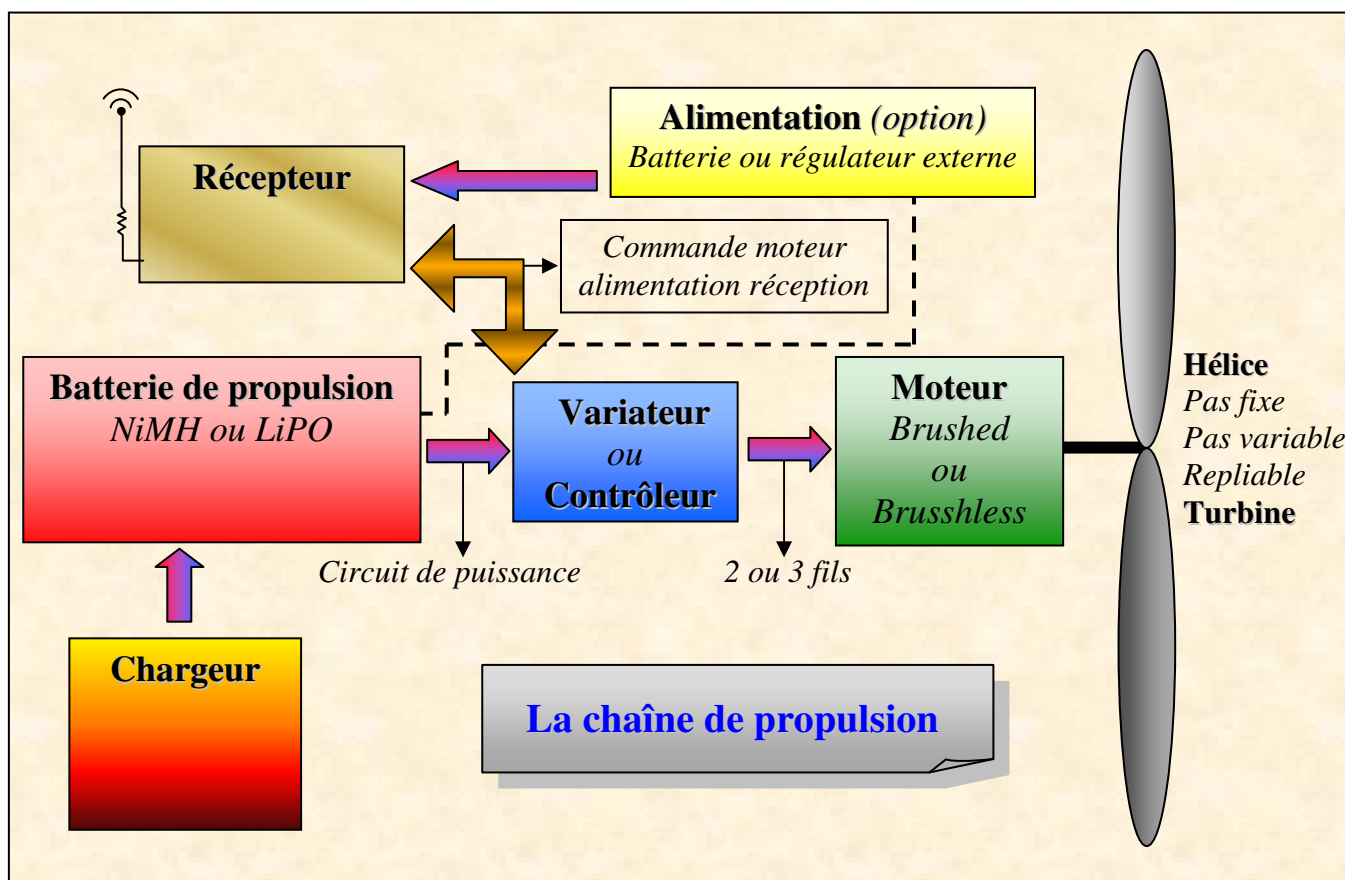 Alimentation (option)
Batterie ou régulateur externe
Récepteur
Commande moteur
alimentation réception
Batterie de propulsion
NiMH ou LiPO
Variateur
ou
Contrôleur
Moteur
Brushed
ou
Brusshless
Hélice
Pas fixe
Pas variable
Repliable
Turbine
Circuit de puissance
2 ou 3 fils
Chargeur
La chaîne de propulsion